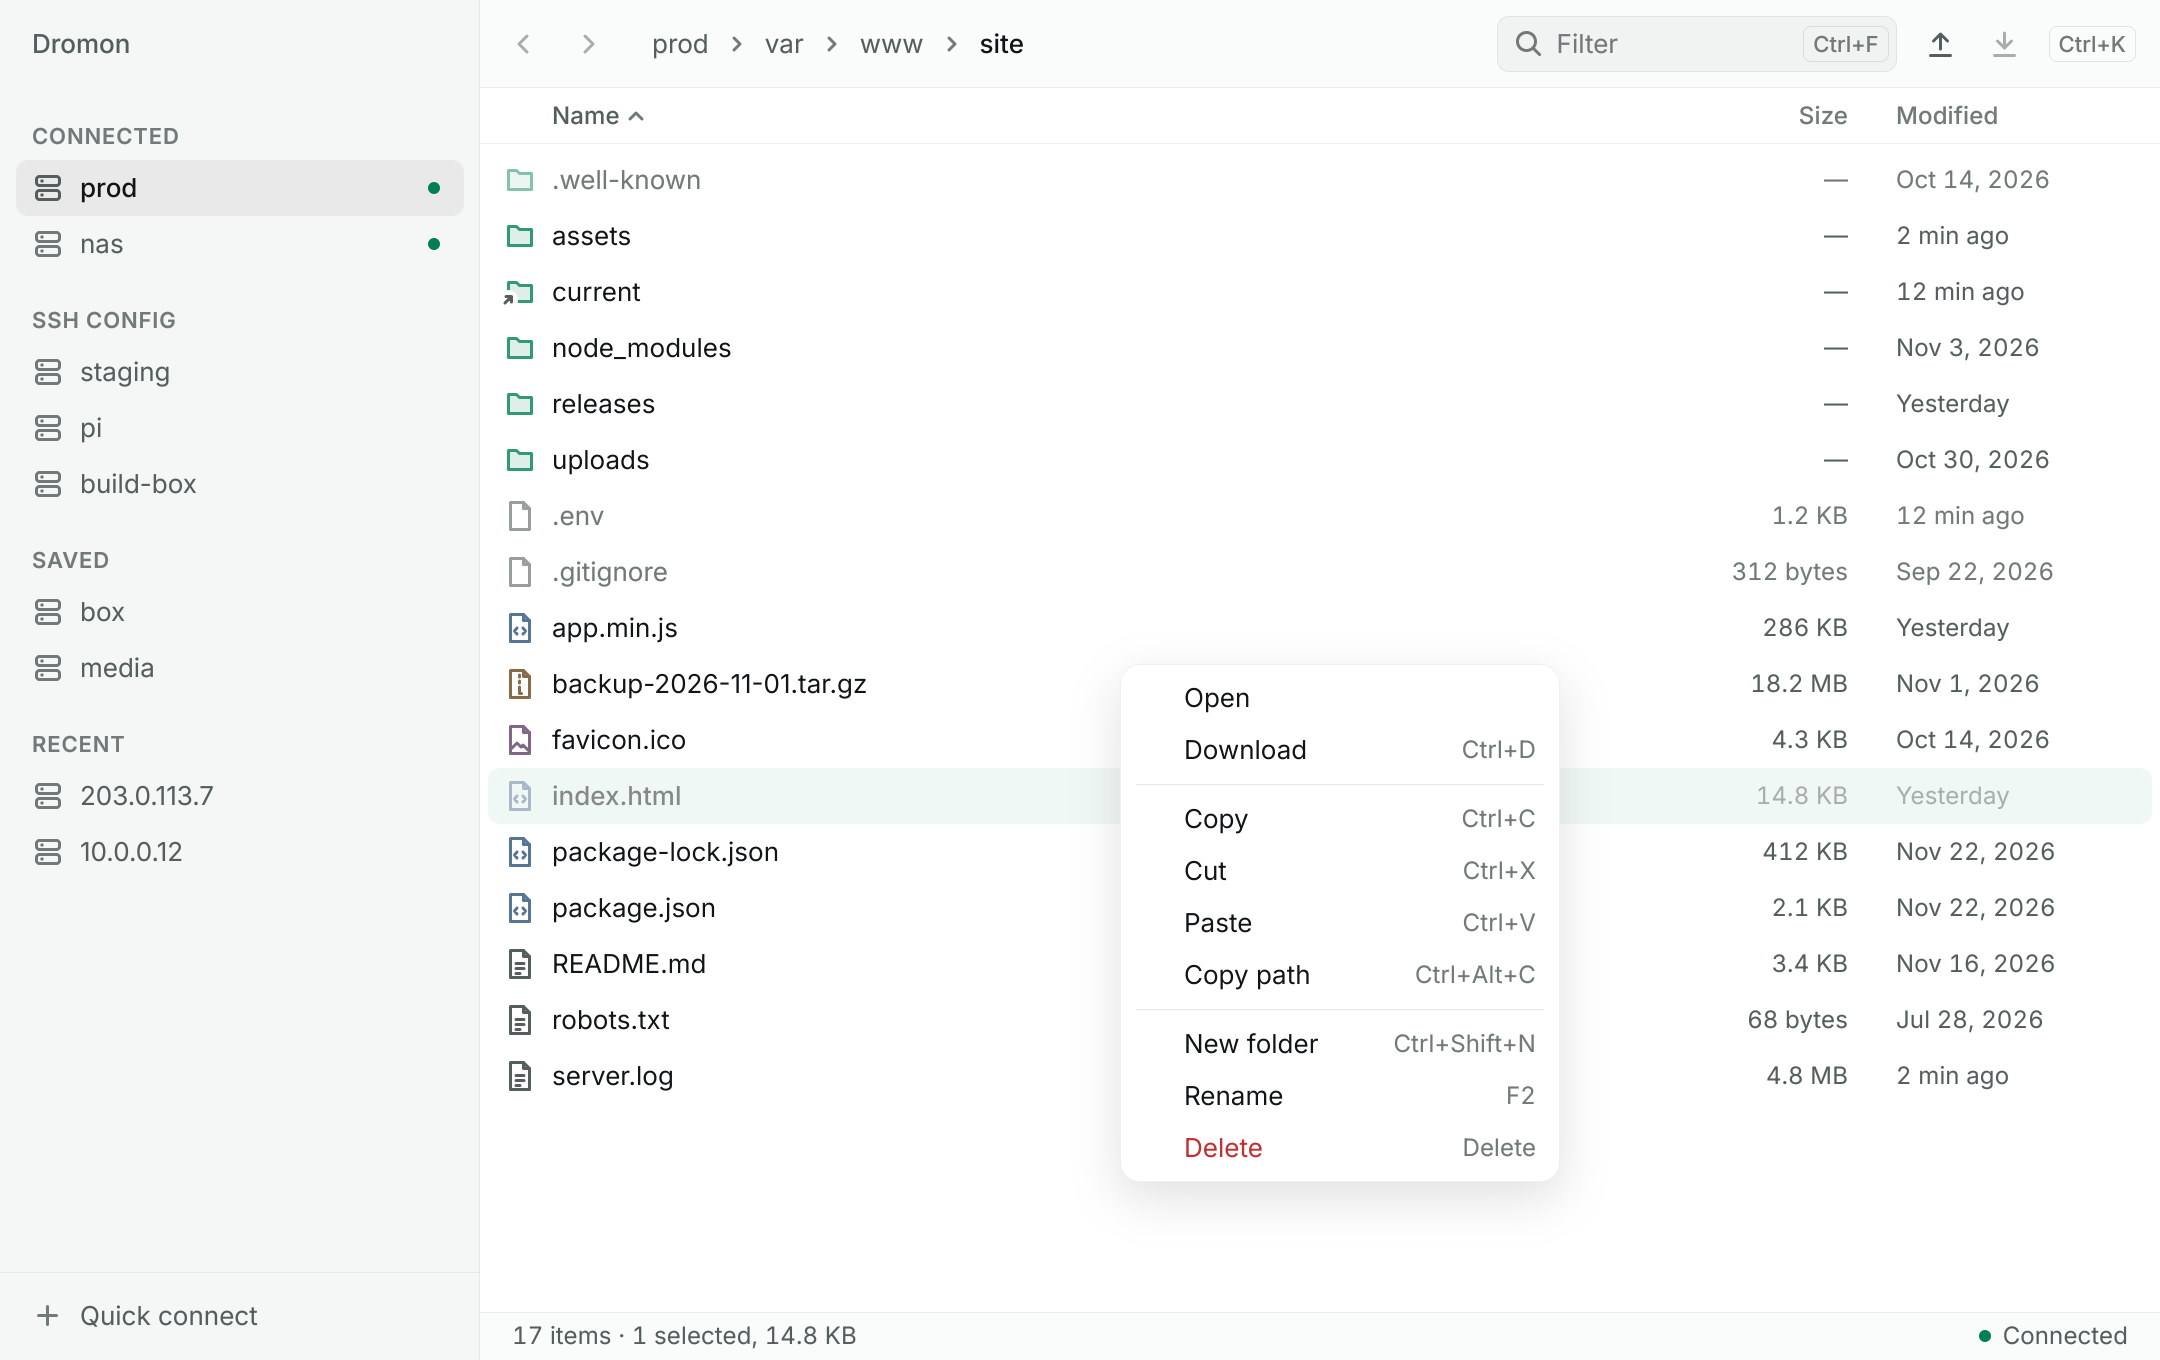 Dromon
prod var www site
Filter Ctrl+F Ctrl+K
CONNECTED
prod
nas
SSH CONFIG
staging
pi
build-box
SAVED
box
media
RECENT
203.0.113.7
10.0.0.12
Quick connect
Name Size Modified
.well-known — Oct 14, 2026
assets — 2 min ago
current — 12 min ago
node_modules — Nov 3, 2026
releases — Yesterday
uploads — Oct 30, 2026
.env 1.2 KB 12 min ago
.gitignore 312 bytes Sep 22, 2026
app.min.js 286 KB Yesterday
backup-2026-11-01.tar.gz 18.2 MB Nov 1, 2026
favicon.ico 4.3 KB Oct 14, 2026
index.html 14.8 KB Yesterday
package-lock.json 412 KB Nov 22, 2026
package.json 2.1 KB Nov 22, 2026
README.md 3.4 KB Nov 16, 2026
robots.txt 68 bytes Jul 28, 2026
server.log 4.8 MB 2 min ago
Open
Download Ctrl+D
Copy Ctrl+C
Cut Ctrl+X
Paste Ctrl+V
Copy path Ctrl+Alt+C
New folder Ctrl+Shift+N
Rename F2
Delete Delete
17 items · 1 selected, 14.8 KB
Connected